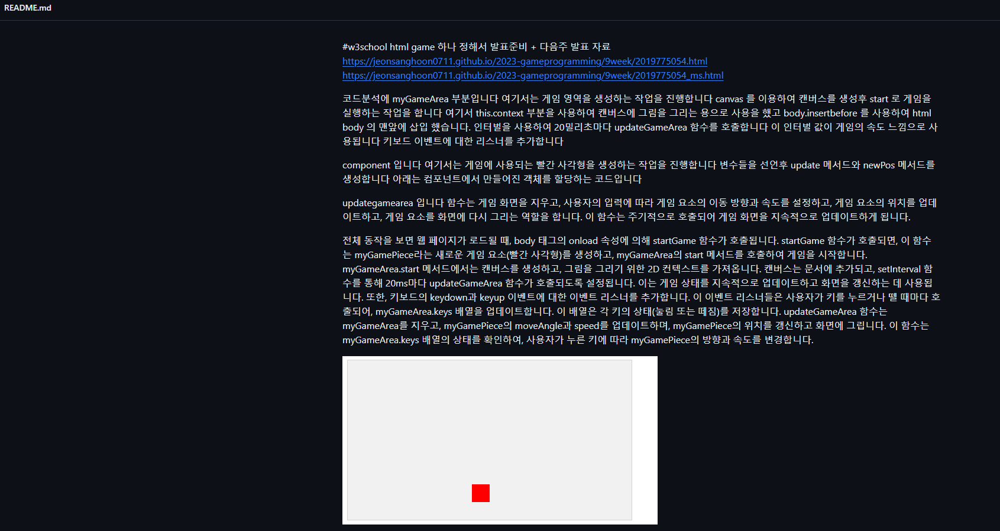 README.md
#w3school html game 하나 정해서 발표준비 + 다음주 발표 자료
https://jeonsanghoon0711.github.io/2023-gameprogramming/9week/2019775054.html
https://jeonsanghoon0711.github.io/2023-gameprogramming/9week/2019775054_ms.html
코드분석에 myGameArea 부분입니다 여기서는 게임 영역을 생성하는 작업을 진행합니다 canvas 를 이용하여 캔버스를 생성후 start 로 게임을
실행하는 작업을 합니다 여기서 this.context 부분을 사용하여 캔버스에 그림을 그리는 용으로 사용을 했고 body.insertbefore 를 사용하여 html
body 의 맨앞에 삽입 했습니다. 인터벌을 사용하여 20밀리초마다 updateGameArea 함수를 호출합니다 이 인터벌 값이 게임의 속도 느낌으로 사
용됩니다 키보드 이벤트에 대한 리스너를 추가합니다
component 입니다 여기서는 게임에 사용되는 빨간 사각형을 생성하는 작업을 진행합니다 변수들을 선언후 update 메서드와 newPos 메서드를
생성합니다 아래는 컴포넌트에서 만들어진 객체를 할당하는 코드입니다
updategamearea 입니다 함수는 게임 화면을 지우고, 사용자의 입력에 따라 게임 요소의 이동 방향과 속도를 설정하고, 게임 요소의 위치를 업데
이트하고, 게임 요소를 화면에 다시 그리는 역할을 합니다. 이 함수는 주기적으로 호출되어 게임 화면을 지속적으로 업데이트하게 됩니다.
전체 동작을 보면 웹 페이지가 로드될 때, body 태그의 onload 속성에 의해 startGame 함수가 호출됩니다. startGame 함수가 호출되면, 이 함수
는 myGamePiece라는 새로운 게임 요소(빨간 사각형)를 생성하고, myGameArea의 start 메서드를 호출하여 게임을 시작합니다.
myGameArea.start 메서드에서는 캔버스를 생성하고, 그림을 그리기 위한 2D 컨텍스트를 가져옵니다. 캔버스는 문서에 추가되고, setInterval 함
수를 통해 20ms마다 updateGameArea 함수가 호출되도록 설정됩니다. 이는 게임 상태를 지속적으로 업데이트하고 화면을 갱신하는 데 사용됩
니다. 또한, 키보드의 keydown과 keyup 이벤트에 대한 이벤트 리스너를 추가합니다. 이 이벤트 리스너들은 사용자가 키를 누르거나 뗄 때마다 호
출되어, myGameArea.keys 배열을 업데이트합니다. 이 배열은 각 키의 상태(눌림 또는 떼짐)를 저장합니다. updateGameArea 함수는
myGameArea를 지우고, myGamePiece의 moveAngle과 speed를 업데이트하며, myGamePiece의 위치를 갱신하고 화면에 그립니다. 이 함수는
myGameArea.keys 배열의 상태를 확인하여, 사용자가 누른 키에 따라 myGamePiece의 방향과 속도를 변경합니다.